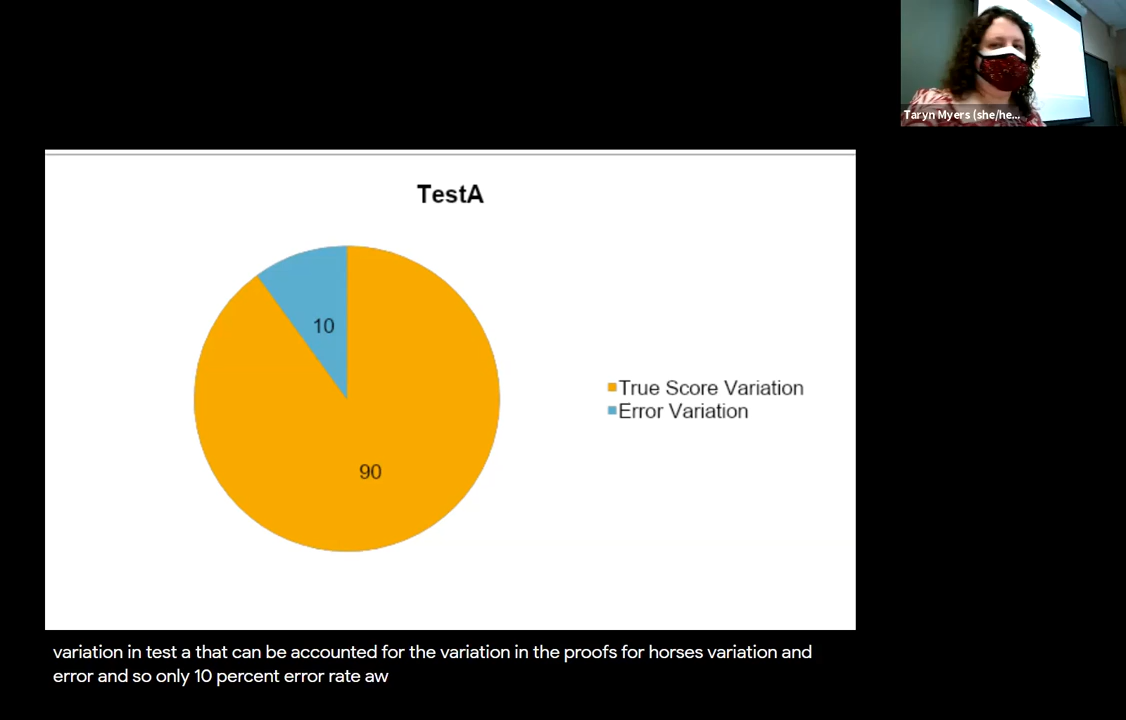 Taryn Myers (she/he...
TestA
10
90
True Score Variation
Error Variation
variation in test a that can be accounted for the variation in the proofs for horses variation and
error and so only 10 percent error rate aw